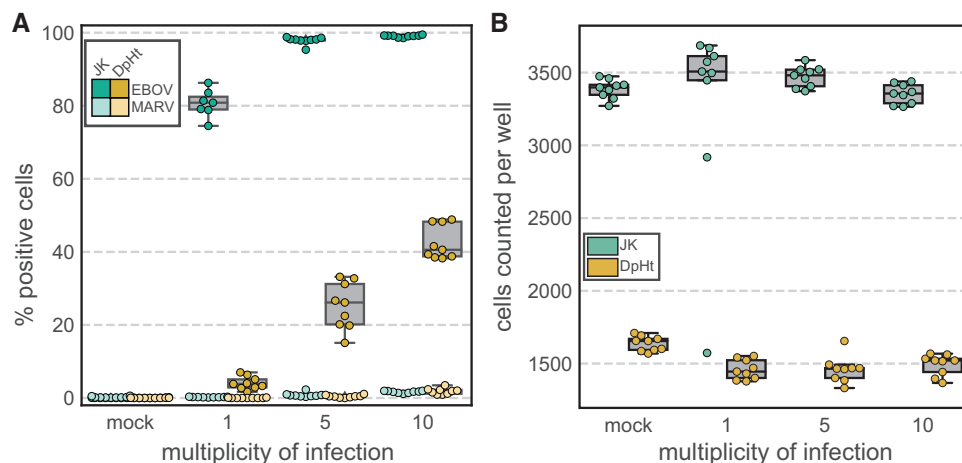 A
% positive cells
100
80
60
40
20
0
JK
DpHt
EBOV
MARV
mock
1
5
10
multiplicity of infection
B
cells counted per well
3500
3000
2500
2000
1500
JK
DpHt
mock
1
5
10
multiplicity of infection